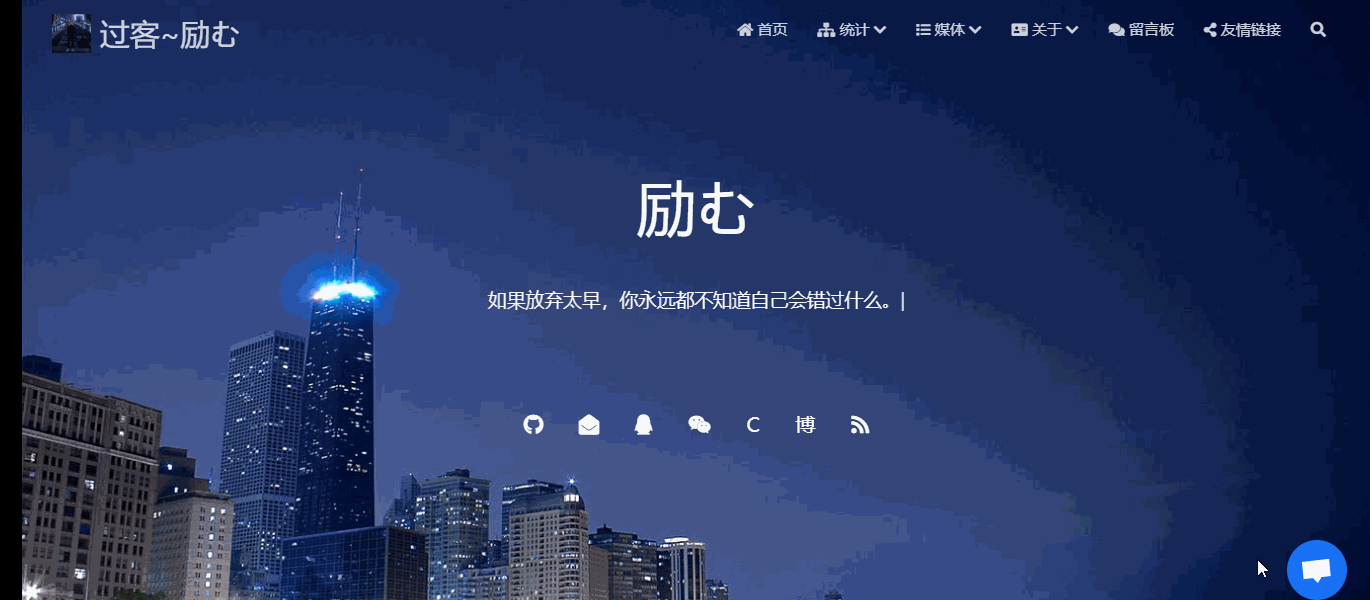 过客~励む
首页 统计 媒体 关于 留言板 友情链接
励む
如果放弃太早，你永远都不知道自己会错过什么。|
C 博